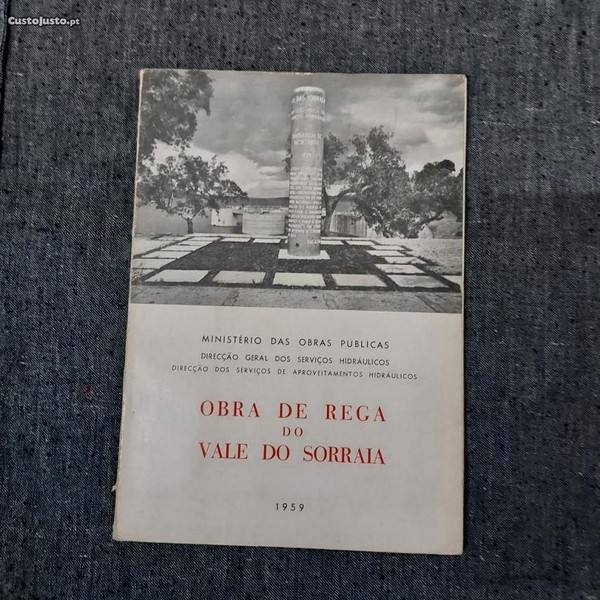 CustoJusto.pt
MINISTÉRIO DAS OBRAS PÚBLICAS
DIRECÇÃO GERAL DOS SERVIÇOS HIDRÁULICOS
DIRECÇÃO DOS SERVIÇOS DE APROVEITAMENTOS HIDRÁULICOS
OBRA DE REGA
DO
VALE DO SORRAIA
1959